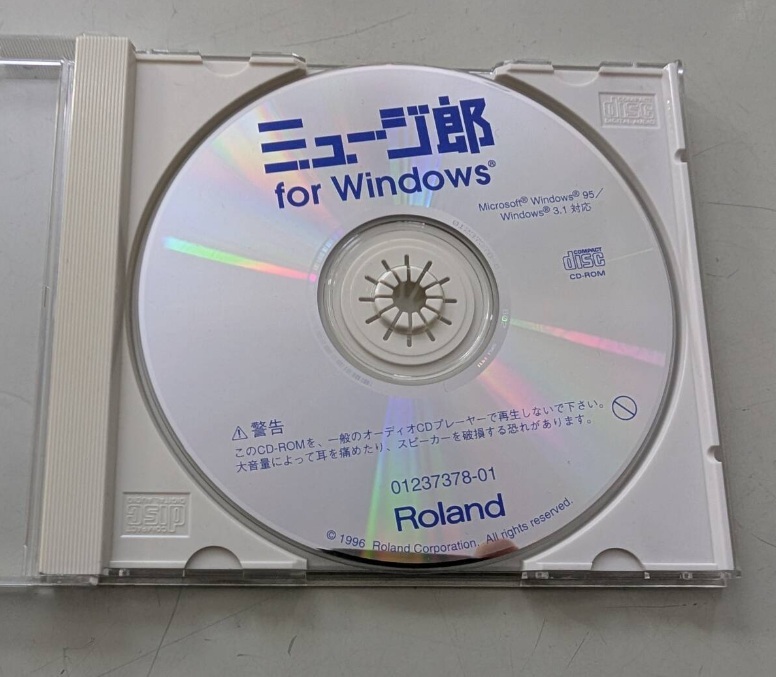 ミュージ郎
for Windows®
Microsoft® Windows® 95／
Windows® 3.1 対応
COMPACT
disc
CD-ROM
⚠警告
このCD-ROMを、一般のオーディオCDプレーヤーで再生しないで下さい。
大音量によって耳を痛めたり、スピーカーを破損する恐れがあります。
01237378-01
Roland
© 1996 Roland Corporation. All rights reserved.